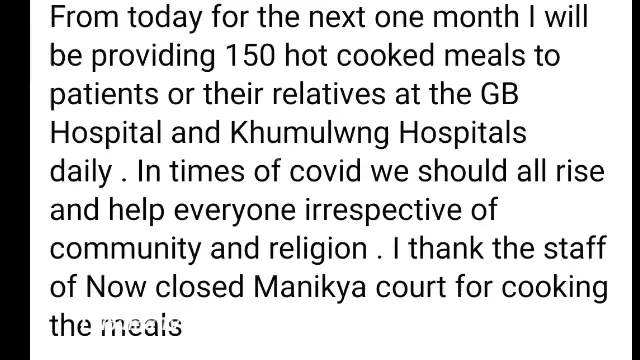 From today for the next one month I will
be providing 150 hot cooked meals to
patients or their relatives at the GB
Hospital and Khumulwng Hospitals
daily . In times of covid we should all rise
and help everyone irrespective of
community and religion . I thank the staff
of Now closed Manikya court for cooking
the meals